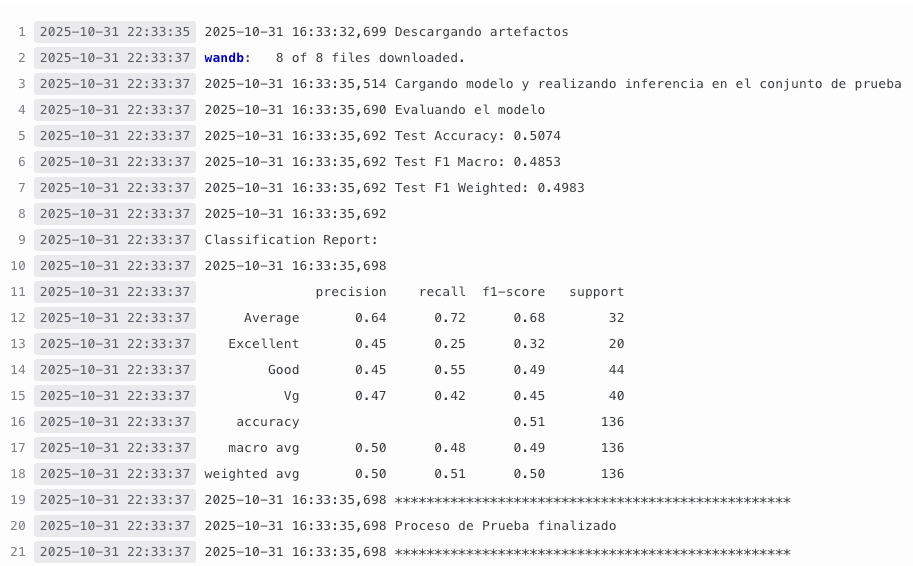 1 2025-10-31 22:33:35 2025-10-31 16:33:32,699 Descargando artefactos
2 2025-10-31 22:33:37 wandb:   8 of 8 files downloaded.
3 2025-10-31 22:33:37 2025-10-31 16:33:35,514 Cargando modelo y realizando inferencia en el conjunto de prueba
4 2025-10-31 22:33:37 2025-10-31 16:33:35,690 Evaluando el modelo
5 2025-10-31 22:33:37 2025-10-31 16:33:35,692 Test Accuracy: 0.5074
6 2025-10-31 22:33:37 2025-10-31 16:33:35,692 Test F1 Macro: 0.4853
7 2025-10-31 22:33:37 2025-10-31 16:33:35,692 Test F1 Weighted: 0.4983
8 2025-10-31 22:33:37 2025-10-31 16:33:35,692
9 2025-10-31 22:33:37 Classification Report:
10 2025-10-31 22:33:37 2025-10-31 16:33:35,698
11 2025-10-31 22:33:37               precision    recall  f1-score   support
12 2025-10-31 22:33:37      Average       0.64      0.72      0.68        32
13 2025-10-31 22:33:37    Excellent       0.45      0.25      0.32        20
14 2025-10-31 22:33:37         Good       0.45      0.55      0.49        44
15 2025-10-31 22:33:37           Vg       0.47      0.42      0.45        40
16 2025-10-31 22:33:37     accuracy                           0.51       136
17 2025-10-31 22:33:37    macro avg       0.50      0.48      0.49       136
18 2025-10-31 22:33:37 weighted avg       0.50      0.51      0.50       136
19 2025-10-31 22:33:37 2025-10-31 16:33:35,698 **************************************************
20 2025-10-31 22:33:37 2025-10-31 16:33:35,698 Proceso de Prueba finalizado
21 2025-10-31 22:33:37 2025-10-31 16:33:35,698 **************************************************